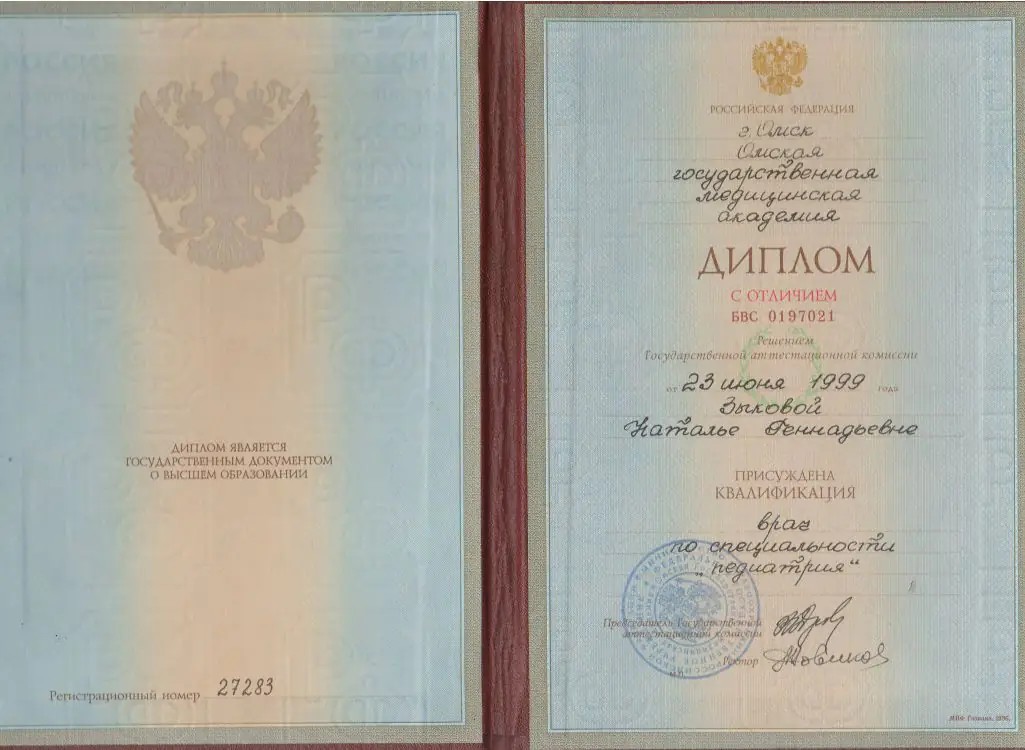 ДИПЛОМ ЯВЛЯЕТСЯ
ГОСУДАРСТВЕННЫМ ДОКУМЕНТОМ
О ВЫСШЕМ ОБРАЗОВАНИИ
Регистрационный номер 27283
РОССИЙСКАЯ ФЕДЕРАЦИЯ
г. Омск
Омская
государственная
медицинская
академия
ДИПЛОМ
С ОТЛИЧИЕМ
БВС 0197021
Решением
Государственной аттестационной комиссии
от 23 июня 1999 года
Зыковой
Наталье Геннадьевне
ПРИСУЖДЕНА
КВАЛИФИКАЦИЯ
врач
по специальности
„педиатрия“
Председатель Государственной
аттестационной комиссии
Ректор